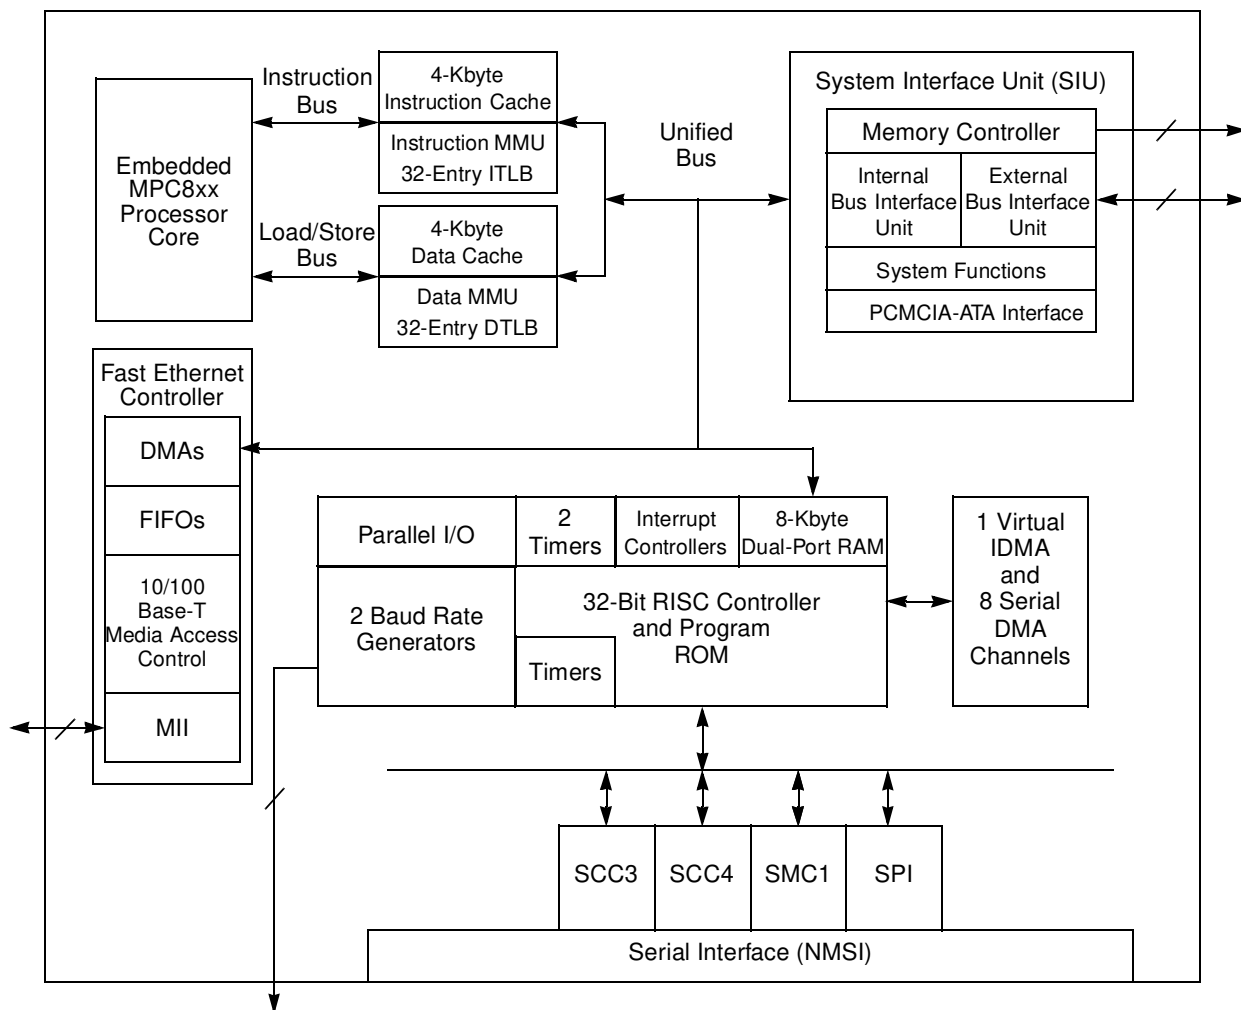 Embedded
MPC8xx
Processor
Core
Instruction
Bus
Load/Store
Bus
4-Kbyte
Instruction Cache
Instruction MMU
32-Entry ITLB
4-Kbyte
Data Cache
Data MMU
32-Entry DTLB
Unified
Bus
System Interface Unit (SIU)
Memory Controller
Internal
Bus Interface
Unit
External
Bus Interface
Unit
System Functions
PCMCIA-ATA Interface
Fast Ethernet
Controller
DMAs
FIFOs
10/100
Base-T
Media Access
Control
MII
Parallel I/O
2
Timers
Interrupt
Controllers
8-Kbyte
Dual-Port RAM
2 Baud Rate
Generators
32-Bit RISC Controller
and Program
ROM
Timers
1 Virtual
IDMA
and
8 Serial
DMA
Channels
SCC3
SCC4
SMC1
SPI
Serial Interface (NMSI)